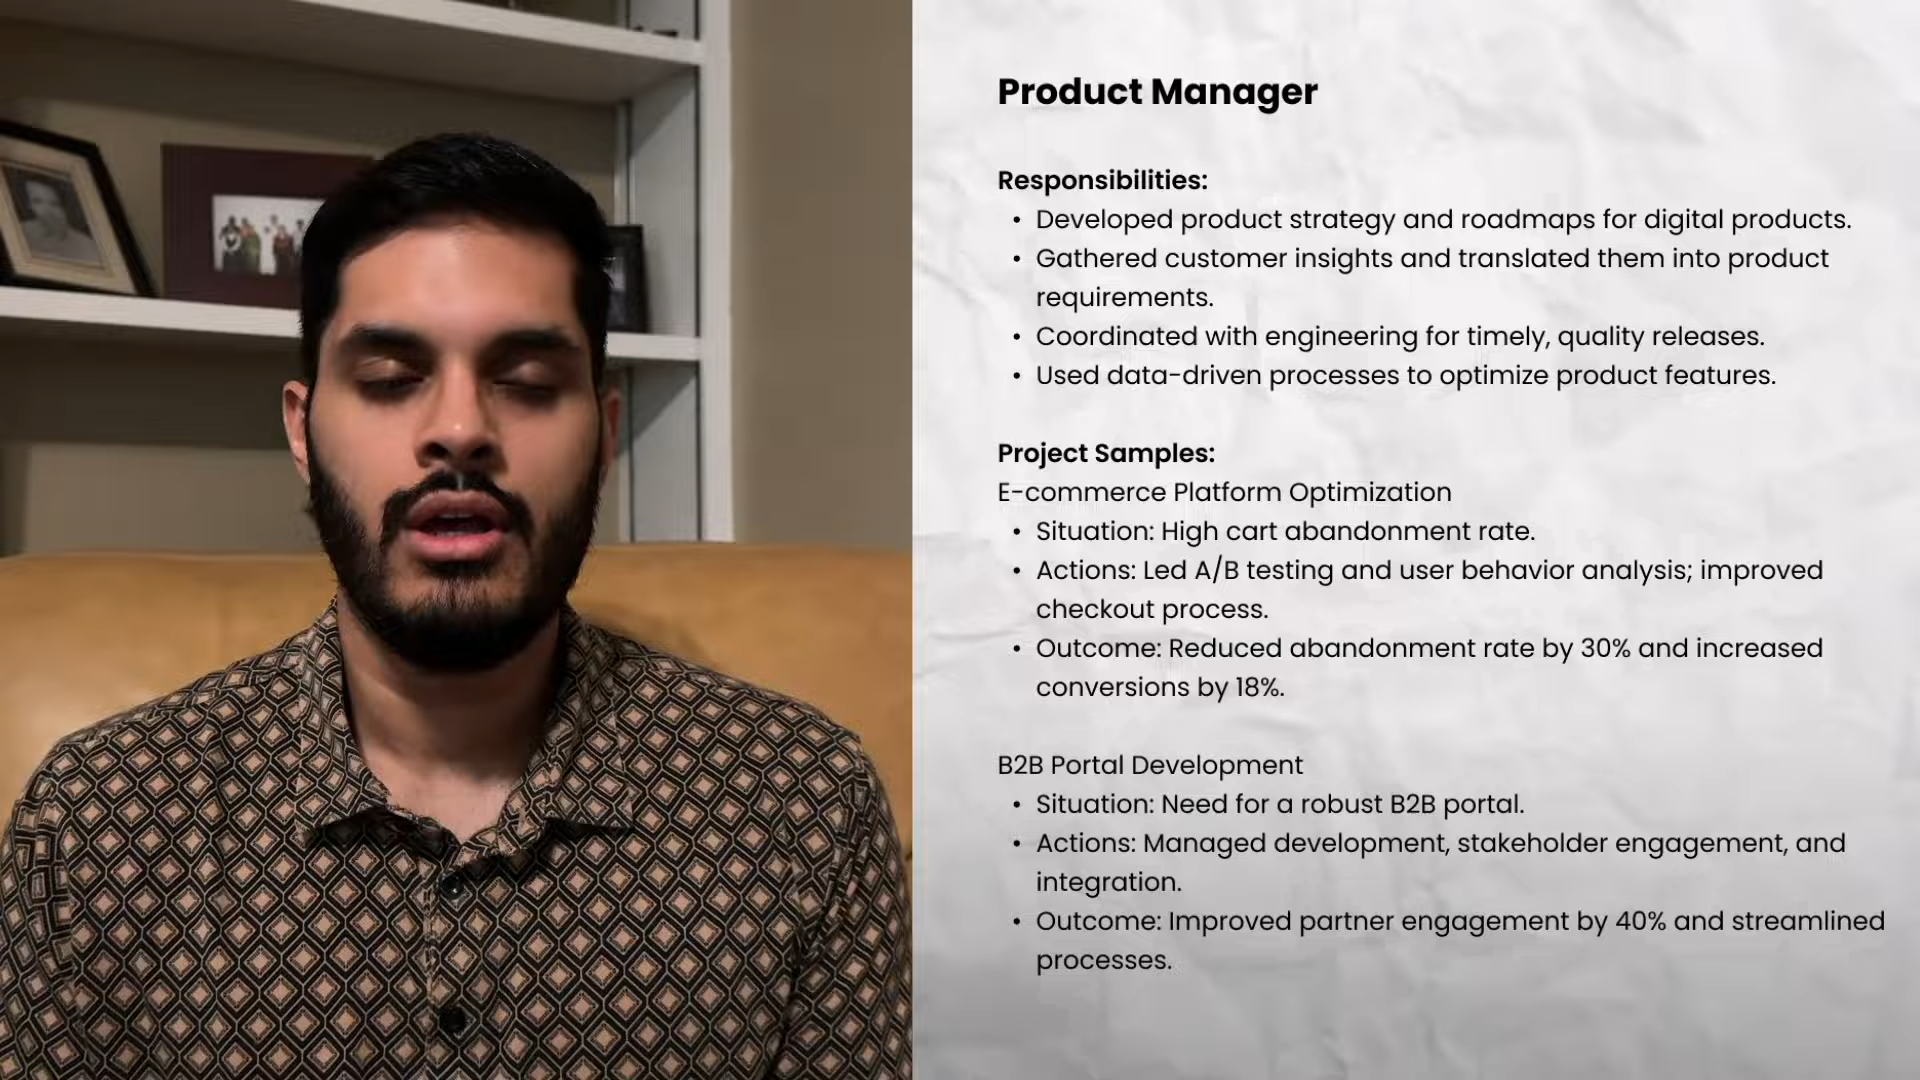 Product Manager
Responsibilities:
• Developed product strategy and roadmaps for digital products.
• Gathered customer insights and translated them into product
requirements.
• Coordinated with engineering for timely, quality releases.
• Used data-driven processes to optimize product features.
Project Samples:
E-commerce Platform Optimization
• Situation: High cart abandonment rate.
• Actions: Led A/B testing and user behavior analysis; improved
checkout process.
• Outcome: Reduced abandonment rate by 30% and increased
conversions by 18%.
B2B Portal Development
• Situation: Need for a robust B2B portal.
• Actions: Managed development, stakeholder engagement, and
integration.
• Outcome: Improved partner engagement by 40% and streamlined
processes.